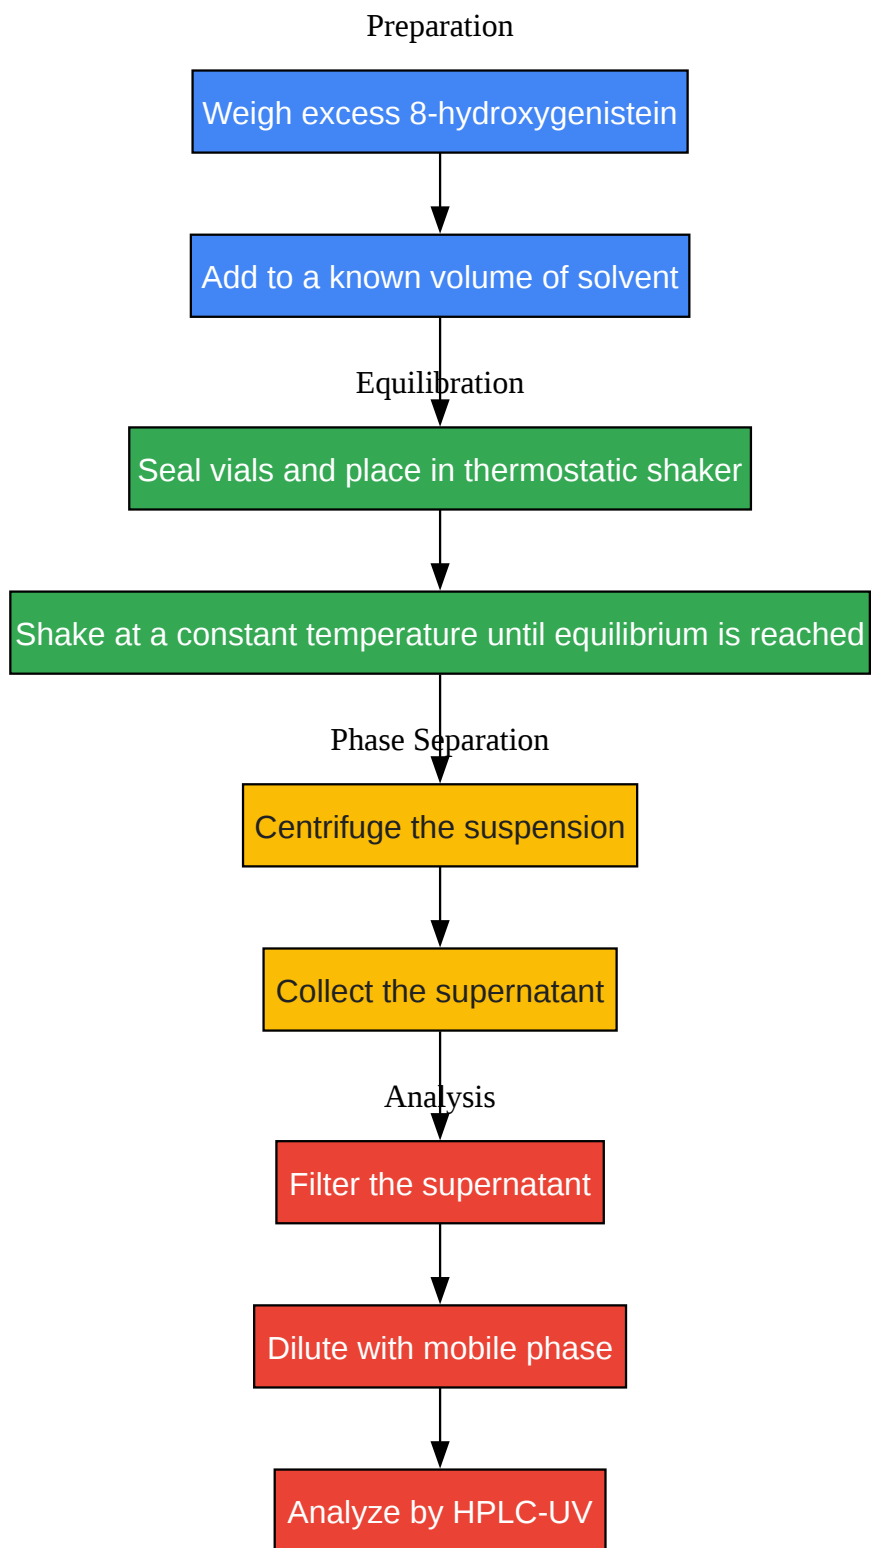 Preparation
Weigh excess 8-hydroxygenistein
Add to a known volume of solvent
Equilibration
Seal vials and place in thermostatic shaker
Shake at a constant temperature until equilibrium is reached
Phase Separation
Centrifuge the suspension
Collect the supernatant
Analysis
Filter the supernatant
Dilute with mobile phase
Analyze by HPLC-UV